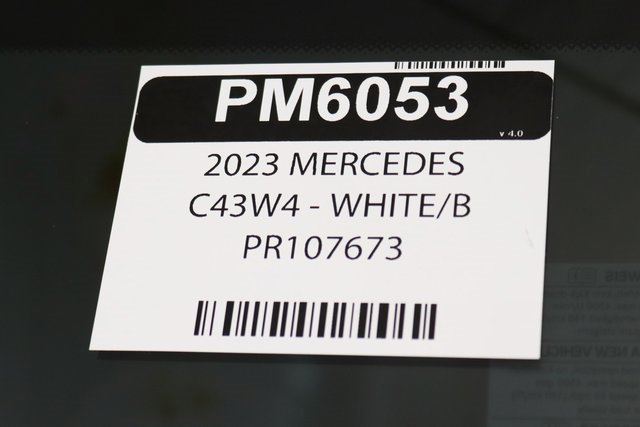 PM6053
v 4.0
2023 MERCEDES
C43W4 - WHITE/B
PR107673